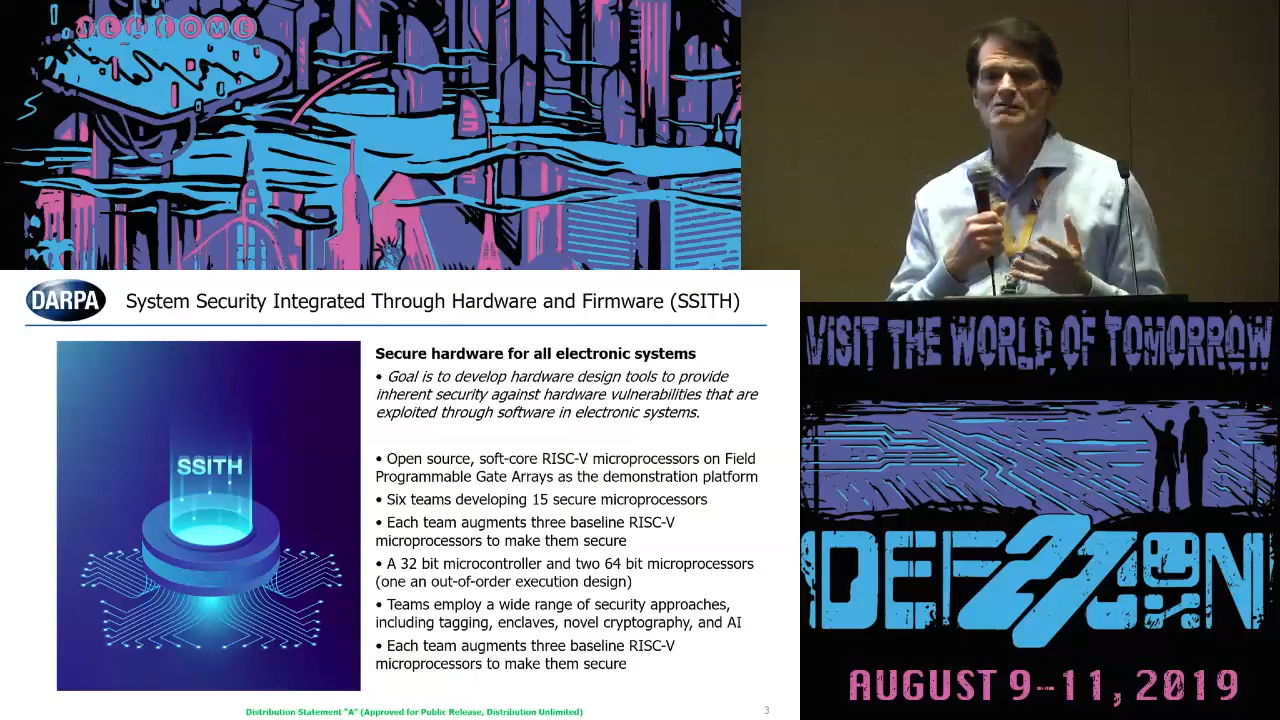 WELCOME
DARPA
System Security Integrated Through Hardware and Firmware (SSITH)
SSITH
Secure hardware for all electronic systems
• Goal is to develop hardware design tools to provide
inherent security against hardware vulnerabilities that are
exploited through software in electronic systems.
• Open source, soft-core RISC-V microprocessors on Field
Programmable Gate Arrays as the demonstration platform
• Six teams developing 15 secure microprocessors
• Each team augments three baseline RISC-V
microprocessors to make them secure
• A 32 bit microcontroller and two 64 bit microprocessors
(one an out-of-order execution design)
• Teams employ a wide range of security approaches,
including tagging, enclaves, novel cryptography, and AI
• Each team augments three baseline RISC-V
microprocessors to make them secure
Distribution Statement "A" (Approved for Public Release, Distribution Unlimited)
3
VISIT THE WORLD OF TOMORROW
DEF 27 CON
AUGUST 9-11, 2019